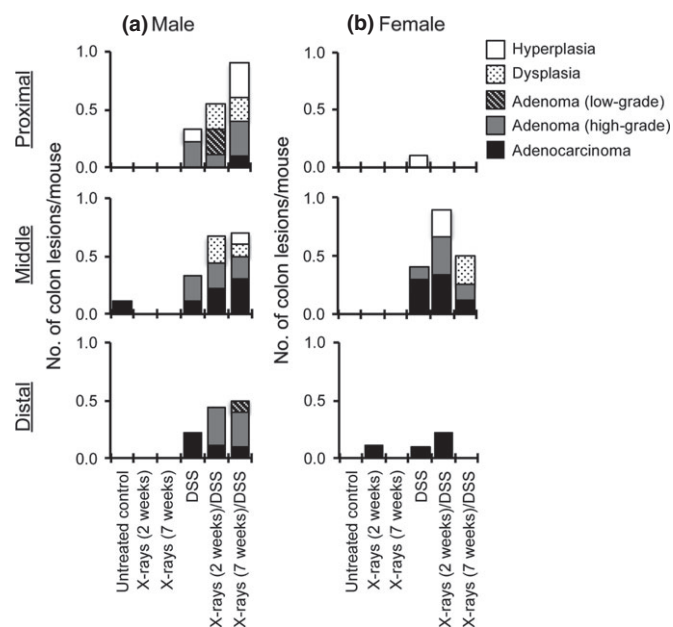 (a) Male
(b) Female
Hyperplasia
Dysplasia
Adenoma (low-grade)
Adenoma (high-grade)
Adenocarcinoma
Proximal
Middle
Distal
No. of colon lesions/mouse
1.0
0.5
0.0
1.0
0.5
0.0
1.0
0.5
0.0
No. of colon lesions/mouse
1.0
0.5
0.0
1.0
0.5
0.0
1.0
0.5
0.0
Untreated control
X-rays (2 weeks)
X-rays (7 weeks)
DSS
X-rays (2 weeks)/DSS
X-rays (7 weeks)/DSS
Untreated control
X-rays (2 weeks)
X-rays (7 weeks)
DSS
X-rays (2 weeks)/DSS
X-rays (7 weeks)/DSS